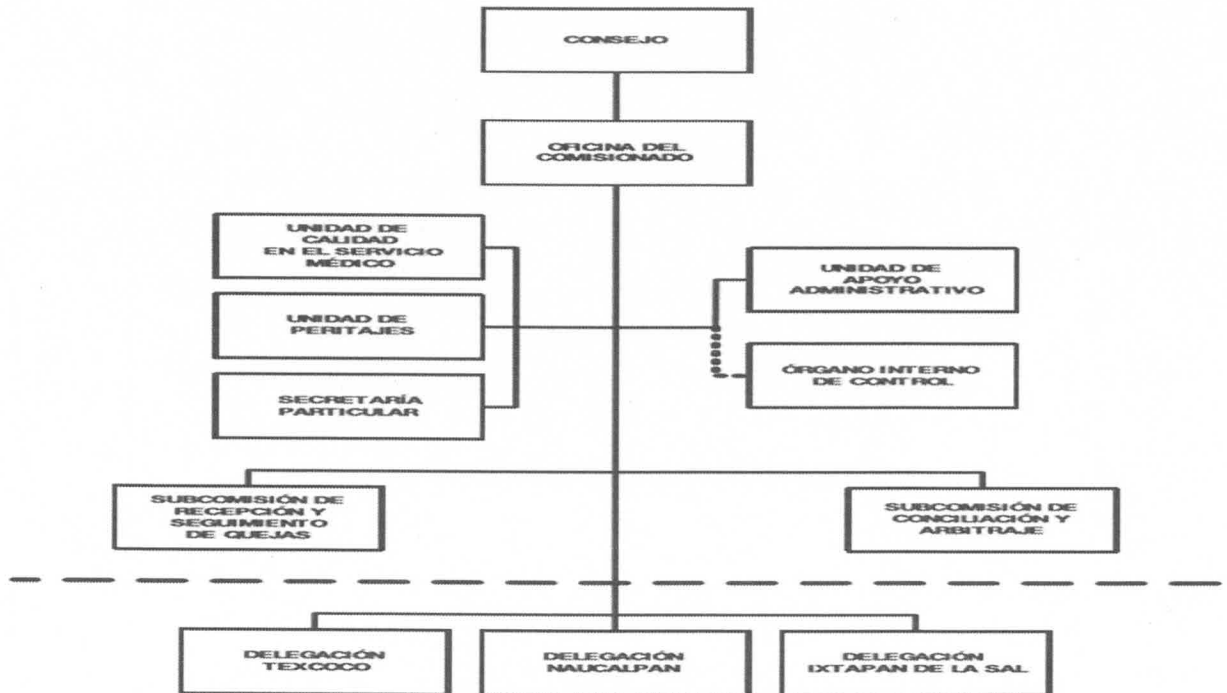 CONSEJO
OFICINA DEL
COMISIONADO
UNIDAD DE
CALIDAD
EN EL SERVICIO
MÉDICO
UNIDAD DE
APOYO
ADMINISTRATIVO
UNIDAD DE
PERITAJES
ÓRGANO INTERNO
DE CONTROL
SECRETARÍA
PARTICULAR
SUBCOMISIÓN DE
RECEPCIÓN Y
SEGUIMIENTO
DE QUEJAS
SUBCOMISIÓN DE
CONCILIACIÓN Y
ARBITRAJE
DELEGACIÓN
TEXCOCO
DELEGACIÓN
NAUCALPAN
DELEGACIÓN
IXTAPAN DE LA SAL